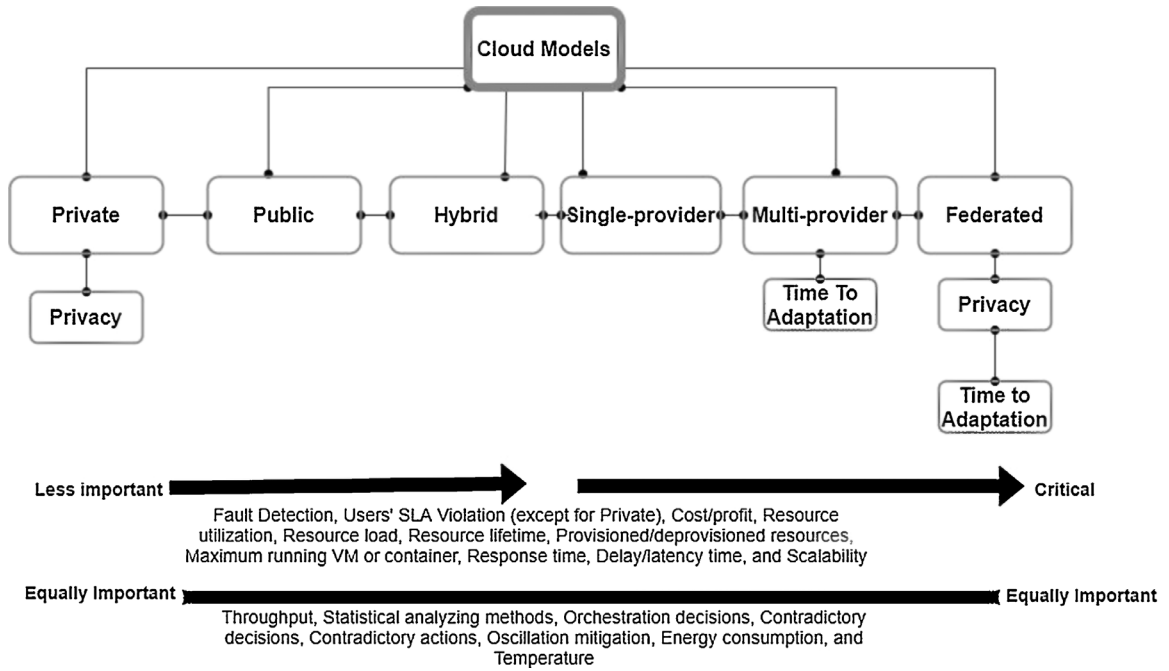 Cloud Models
Private
Public
Hybrid
Single-provider
Multi-provider
Federated
Privacy
Time To
Adaptation
Privacy
Time to
Adaptation
Less important
Critical
Fault Detection, Users' SLA Violation (except for Private), Cost/profit, Resource
utilization, Resource load, Resource lifetime, Provisioned/deprovisioned resources,
Maximum running VM or container, Response time, Delay/latency time, and Scalability
Equally Important
Equally Important
Throughput, Statistical analyzing methods, Orchestration decisions, Contradictory
decisions, Contradictory actions, Oscillation mitigation, Energy consumption, and
Temperature